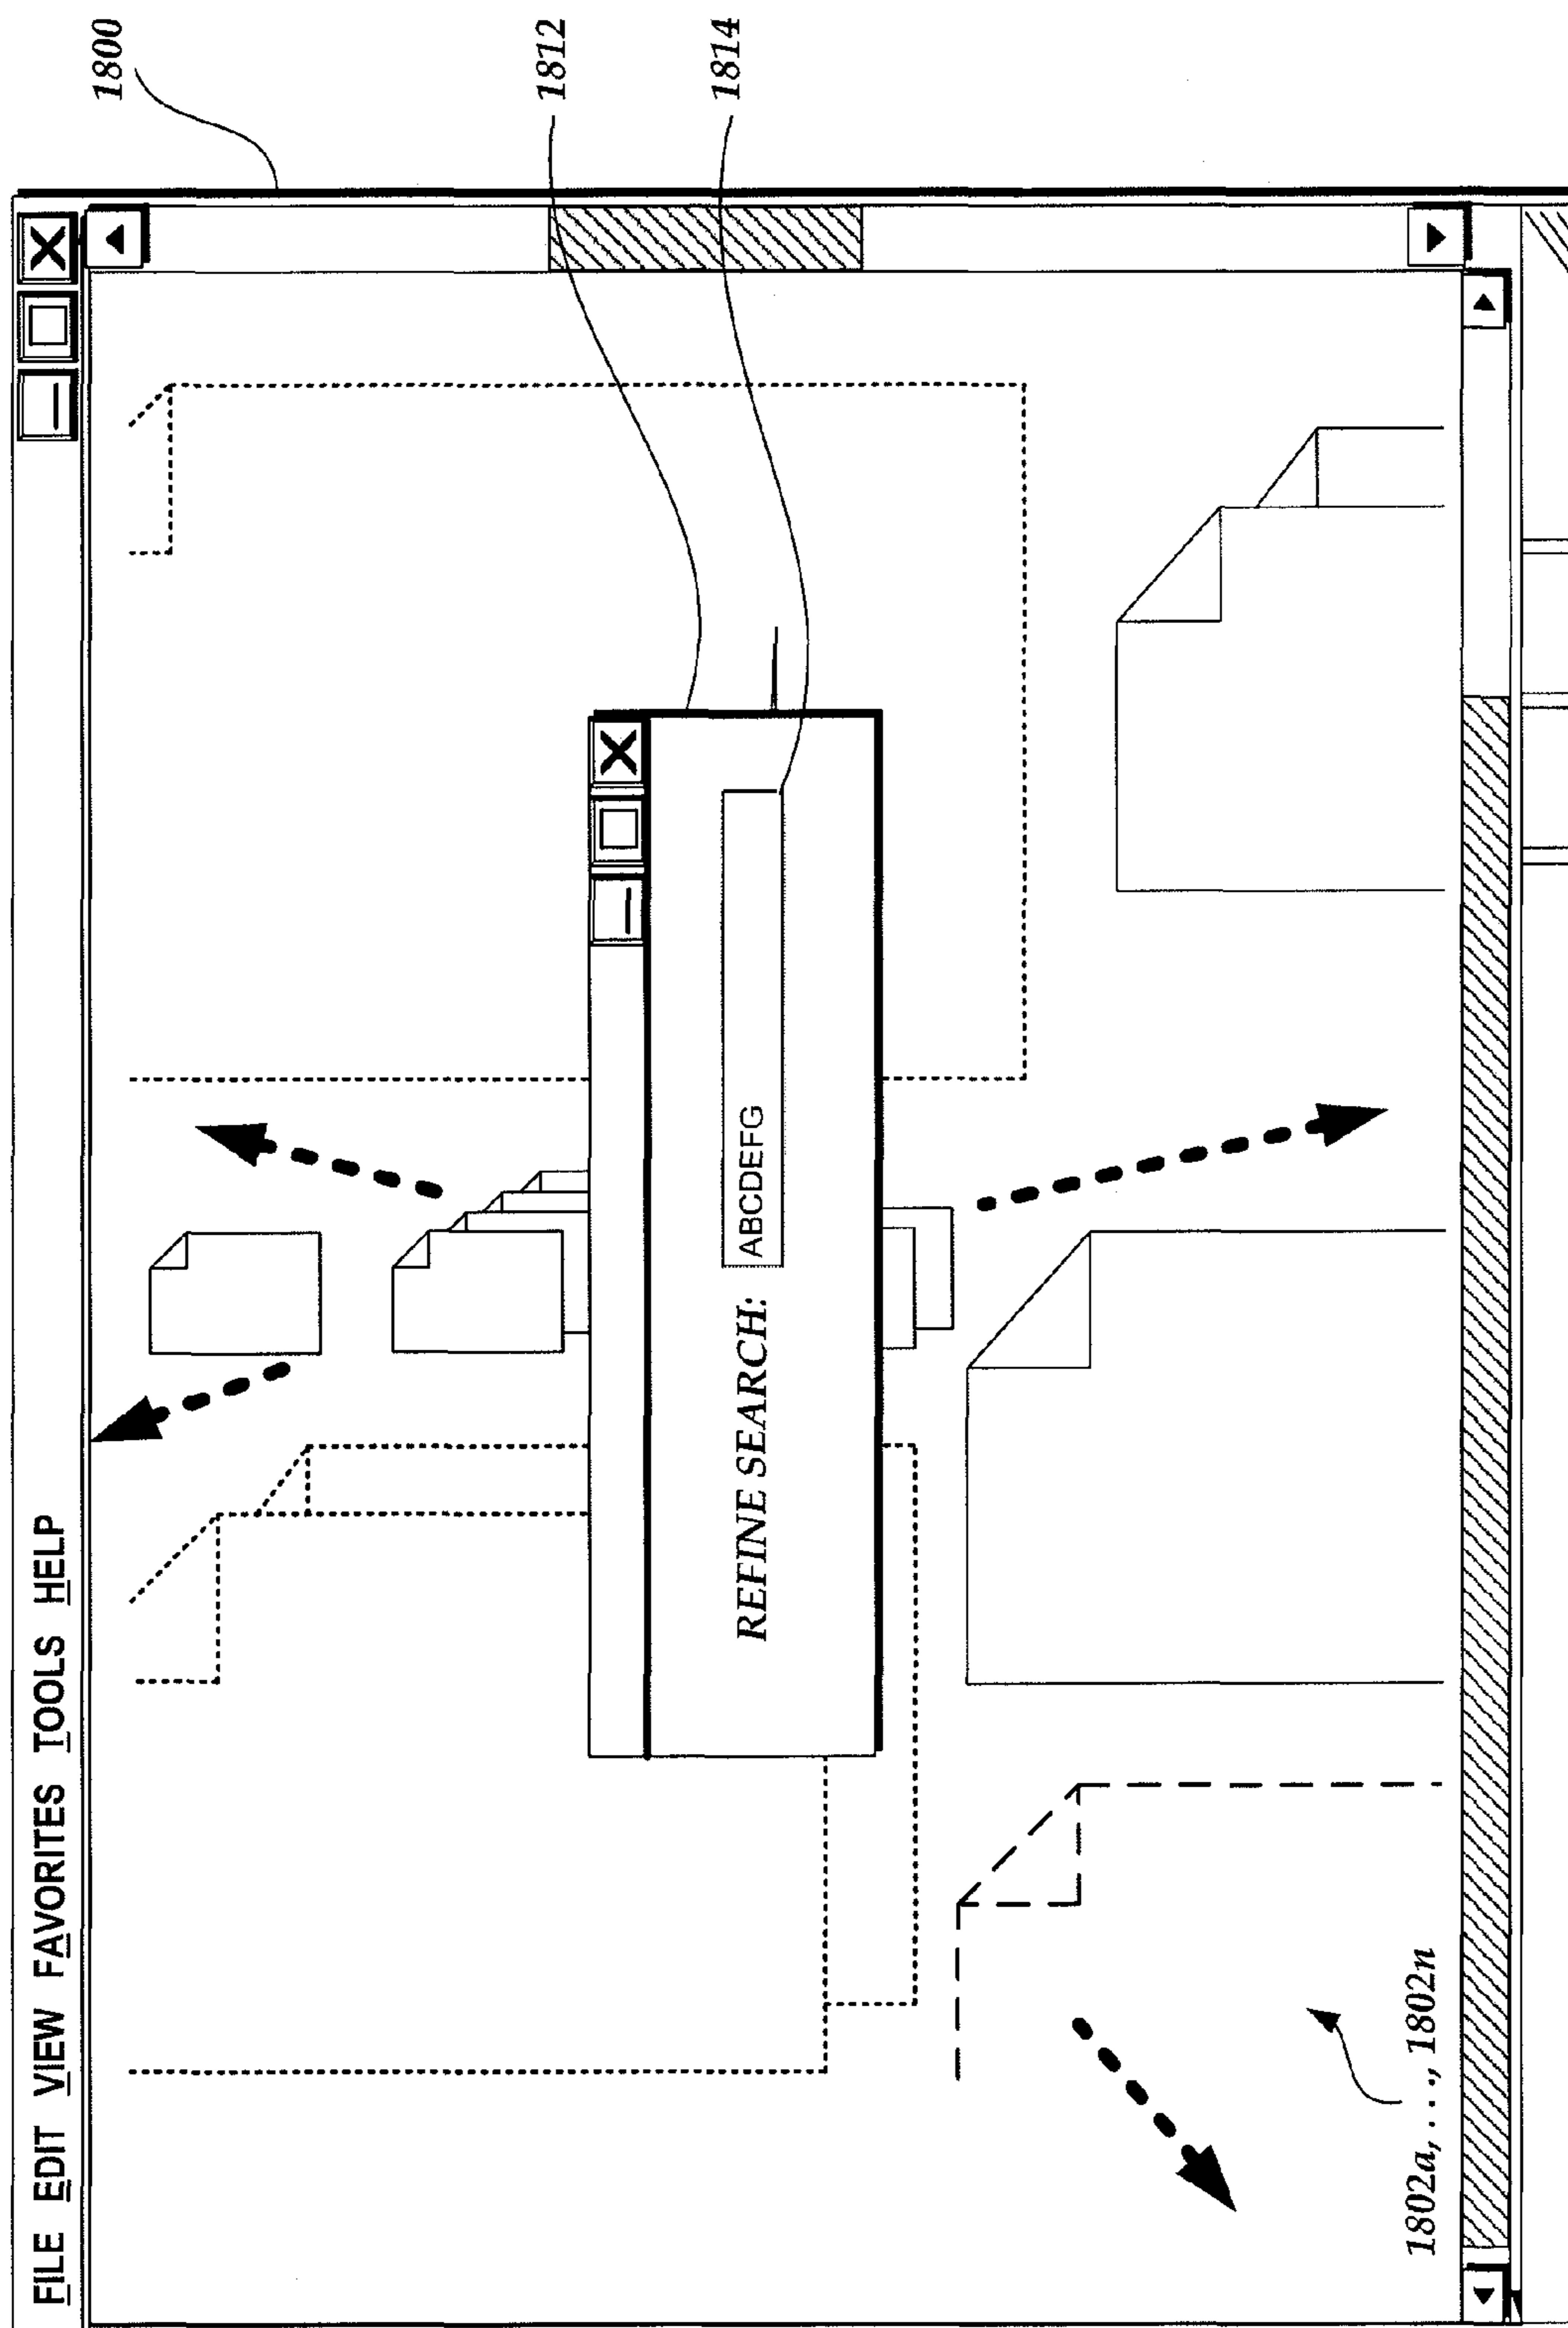 1800
FILE EDIT VIEW FAVORITES TOOLS HELP
1812
1814
REFINE SEARCH: ABCDEFG
1802a, . . ., 1802n